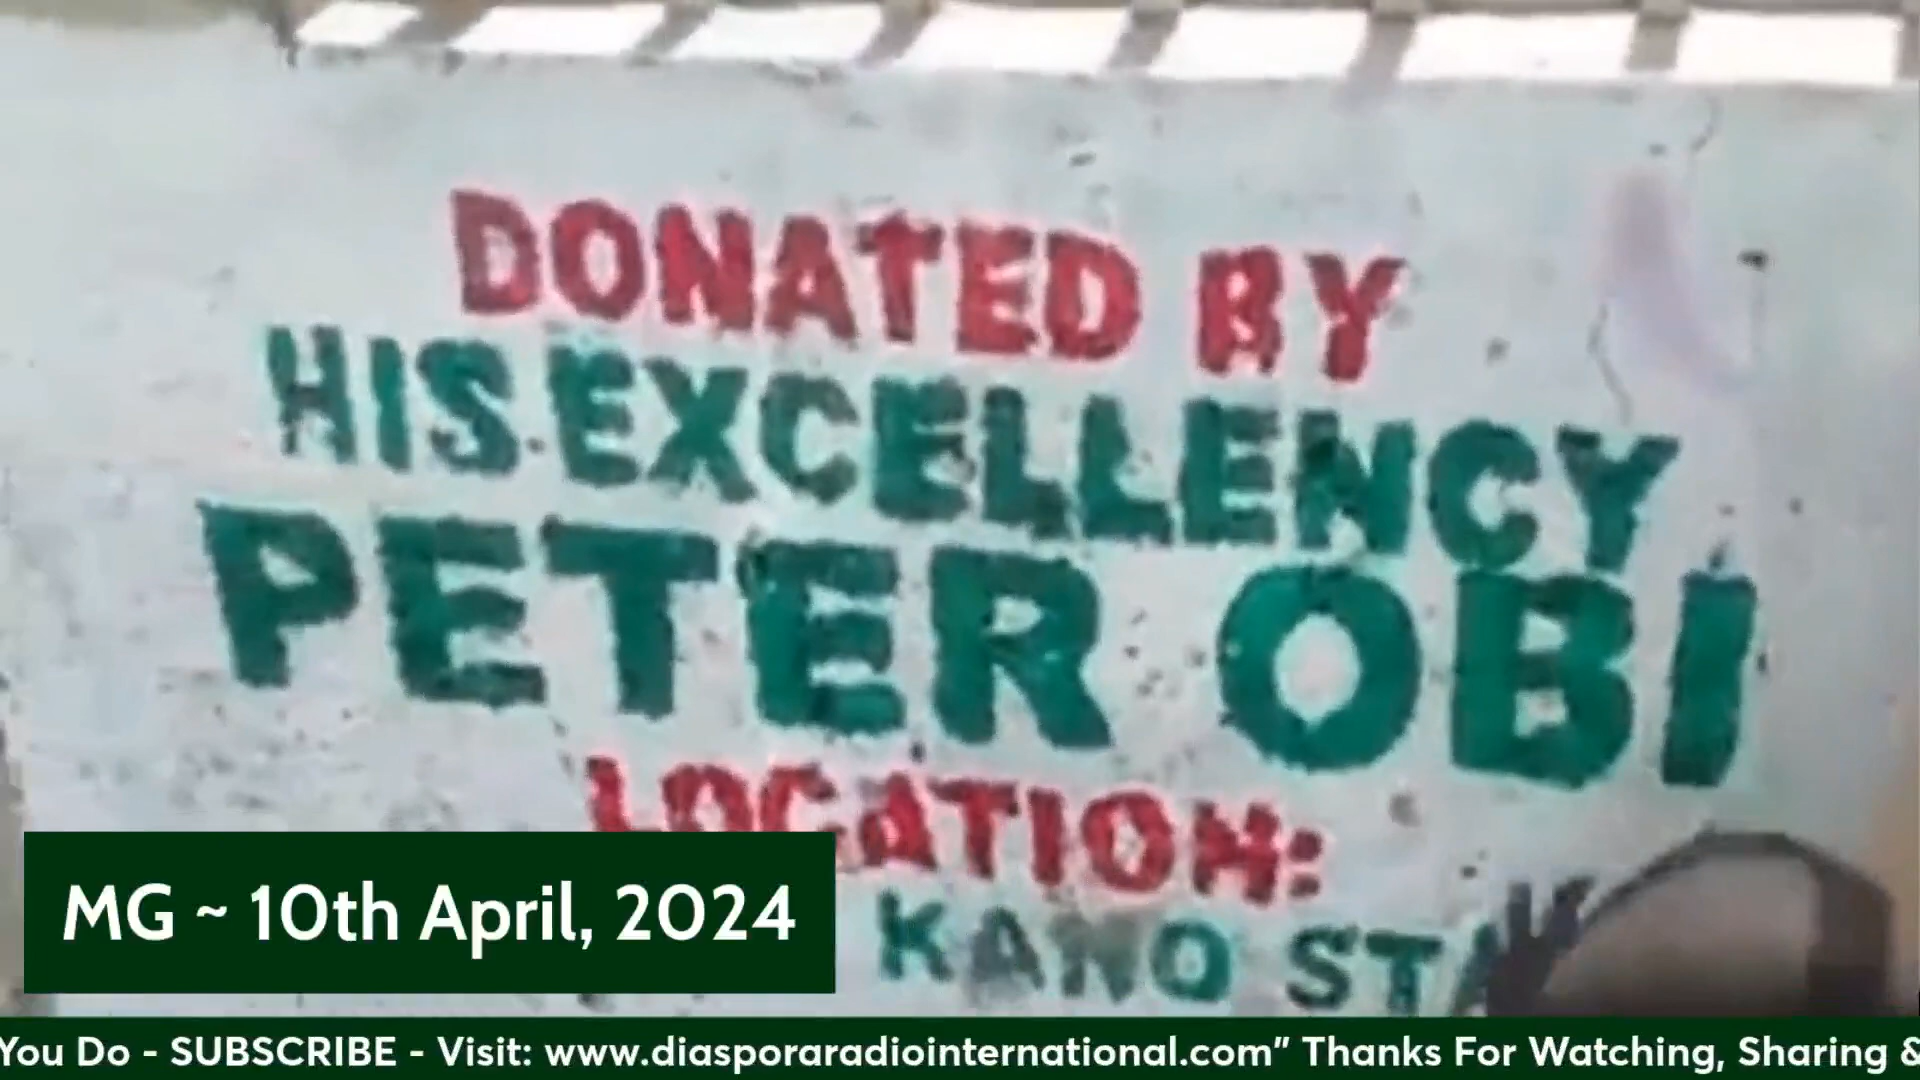 DONATED BY
HIS EXCELLENCY
PETER OBI
LOCATION:
KANO STA
MG ~ 10th April, 2024
You Do - SUBSCRIBE - Visit: www.diasporaradiointernational.com” Thanks For Watching, Sharing &